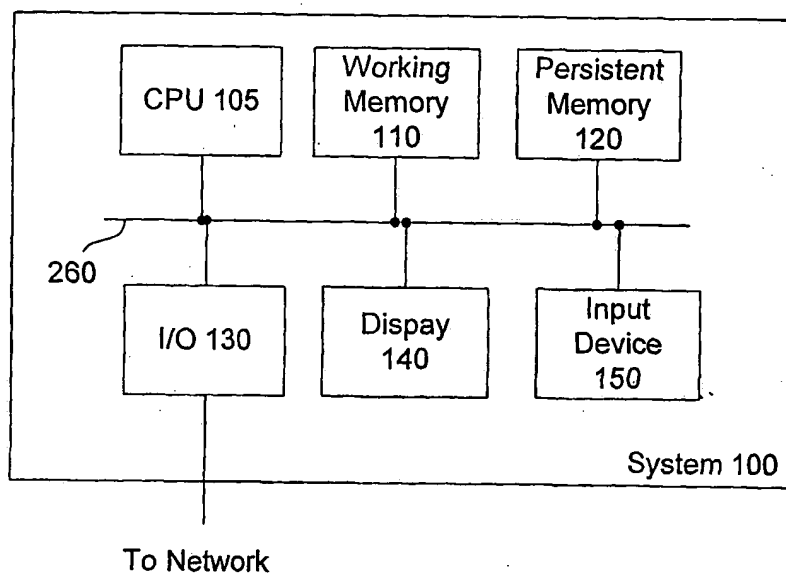 CPU 105
Working
Memory
110
Persistent
Memory
120
260
I/O 130
Dispay
140
Input
Device
150
System 100
To Network